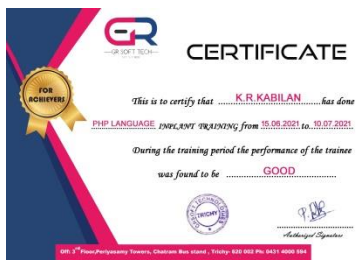 GR
GR SOFT TECH
CERTIFICATE
FOR
ACHIEVERS
This is to certify that K.R.KABILAN has done
PHP LANGUAGE INPLANT TRAINING from 15.06.2021 to 10.07.2021
During the training period the performance of the trainee
was found to be GOOD
TRICHY
Authorized Signature
Off: 3rd Floor,Periyasamy Towers, Chatram Bus stand , Trichy- 620 002 Ph: 0431 4000 594